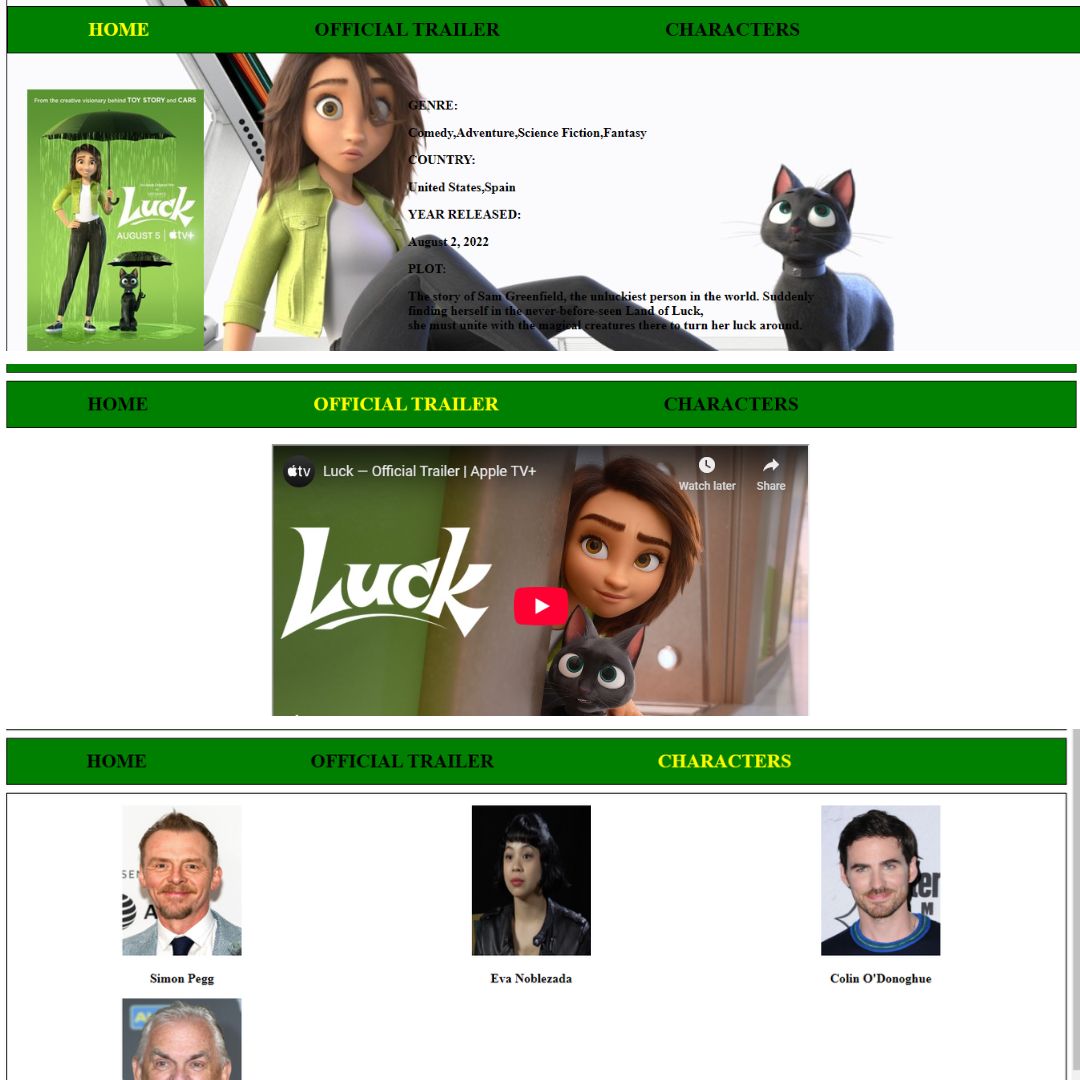 HOME OFFICIAL TRAILER CHARACTERS
From the creative visionary behind TOY STORY and CARS
Luck
AUGUST 5 | tv+
GENRE:
Comedy,Adventure,Science Fiction,Fantasy
COUNTRY:
United States,Spain
YEAR RELEASED:
August 2, 2022
PLOT:
The story of Sam Greenfield, the unluckiest person in the world. Suddenly
finding herself in the never-before-seen Land of Luck,
she must unite with the magical creatures there to turn her luck around.
HOME OFFICIAL TRAILER CHARACTERS
tv Luck — Official Trailer | Apple TV+
Watch later Share
Luck
HOME OFFICIAL TRAILER CHARACTERS
Simon Pegg Eva Noblezada Colin O'Donoghue